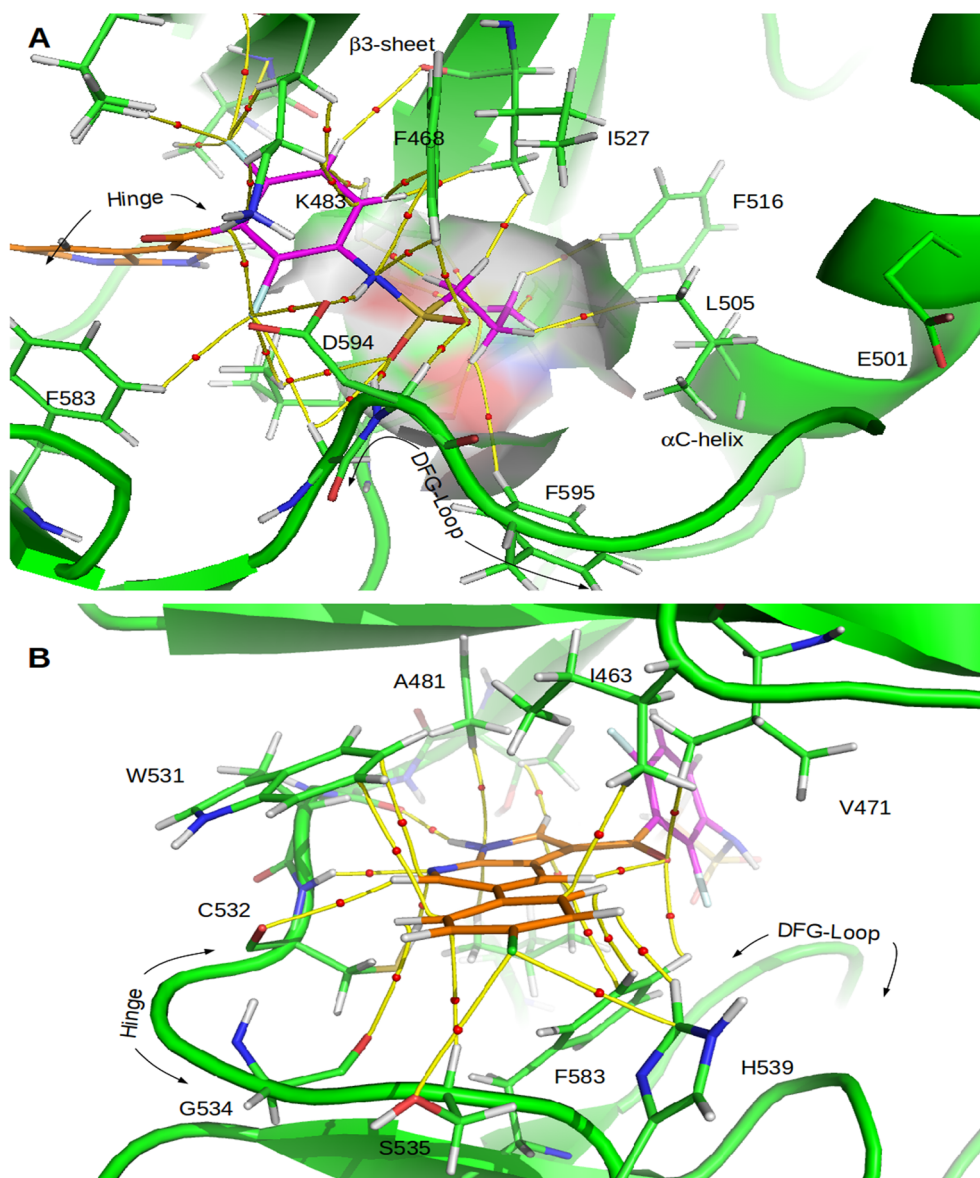 A
β3-sheet
F468
I527
Hinge
K483
F516
L505
D594
E501
F583
αC-helix
DFG-Loop
F595
B
A481
I463
W531
V471
C532
DFG-Loop
Hinge
F583
H539
G534
S535